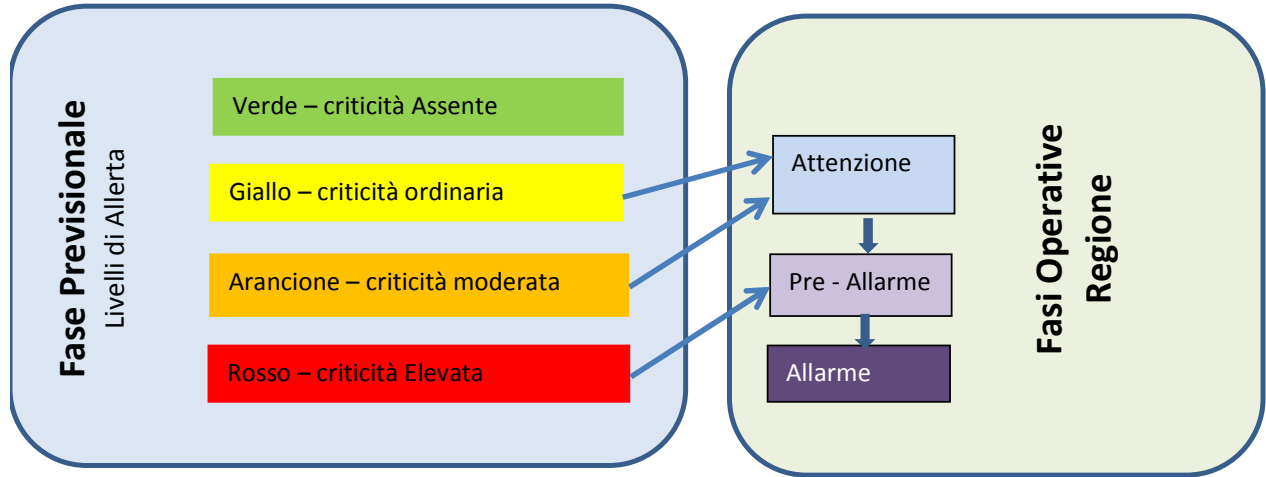 Fase Previsionale
Livelli di Allerta
Verde – criticità Assente
Giallo – criticità ordinaria
Arancione – criticità moderata
Rosso – criticità Elevata
Attenzione
Pre - Allarme
Allarme
Fasi Operative
Regione